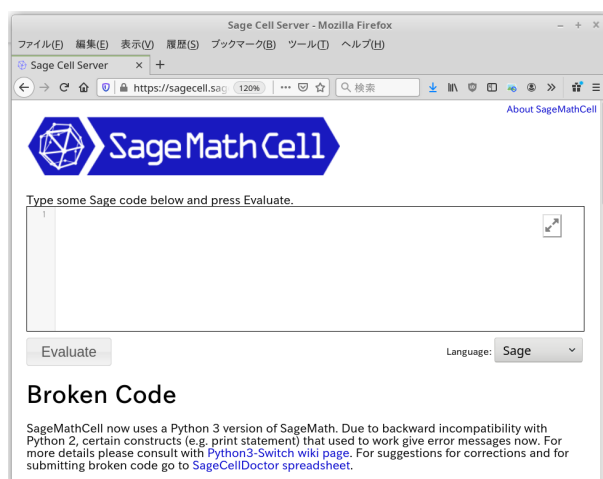 Sage Cell Server - Mozilla Firefox
ファイル(F) 編集(E) 表示(V) 履歴(S) ブックマーク(B) ツール(T) ヘルプ(H)
Sage Cell Server × +
https://sagecell.sag 120% ... 検索
About SageMathCell
SageMathCell
Type some Sage code below and press Evaluate.
1
Evaluate
Language: Sage
Broken Code
SageMathCell now uses a Python 3 version of SageMath. Due to backward incompatibility with
Python 2, certain constructs (e.g. print statement) that used to work give error messages now. For
more details please consult with Python3-Switch wiki page. For suggestions for corrections and for
submitting broken code go to SageCellDoctor spreadsheet.